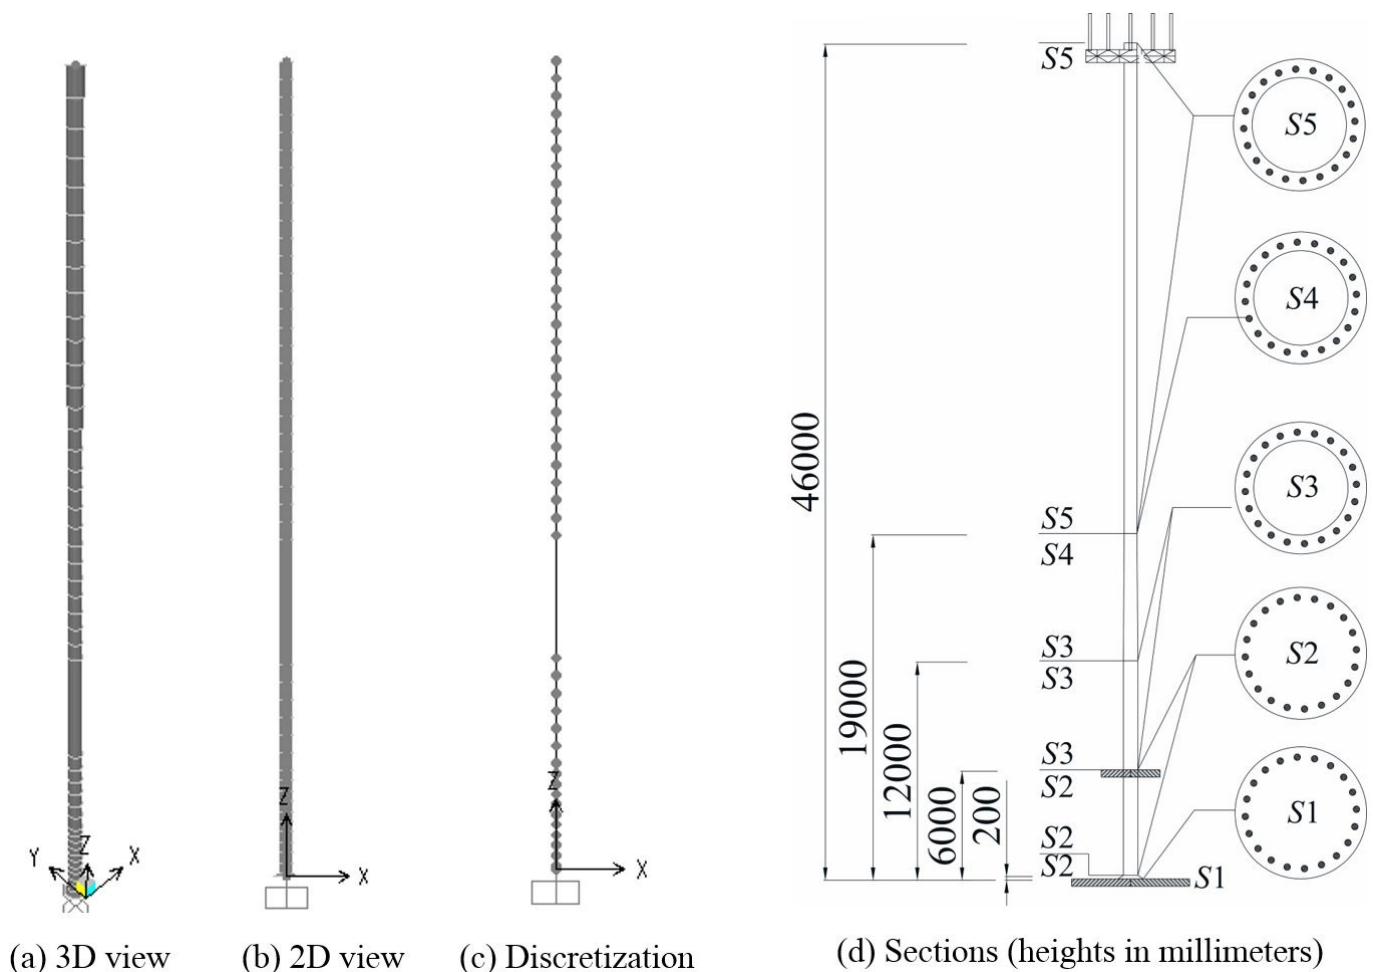 Y
Z
X
Z
X
Z
X
46000
19000
12000
6000
200
S5
S5
S4
S3
S3
S3
S2
S2
S2
S1
S5
S4
S3
S2
S1
(a) 3D view
(b) 2D view
(c) Discretization
(d) Sections (heights in millimeters)